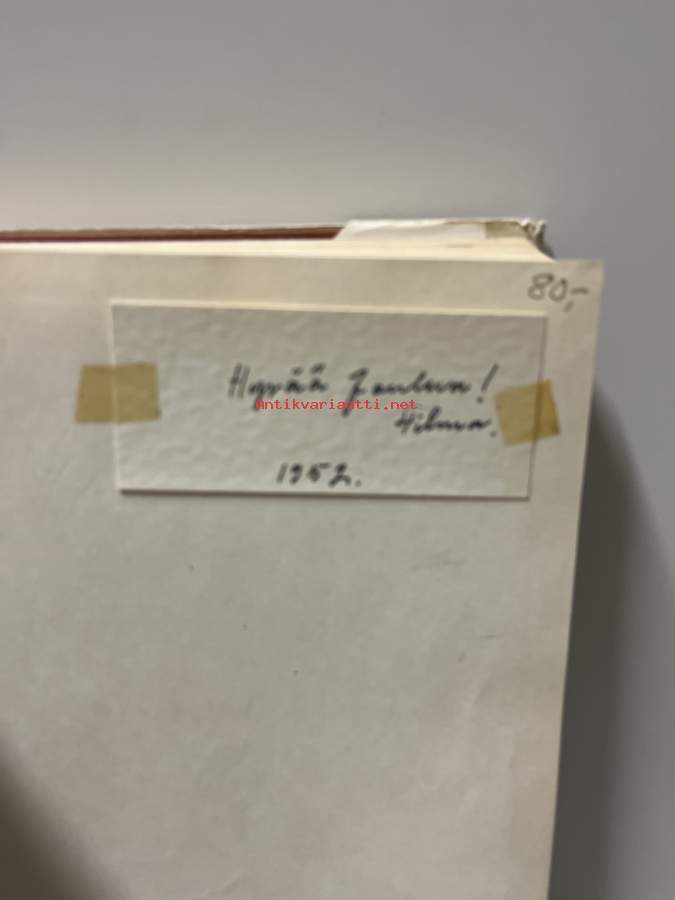 80,-
Hyvää Joulua!
Antikvariaatti.net
Hilma.
1952.